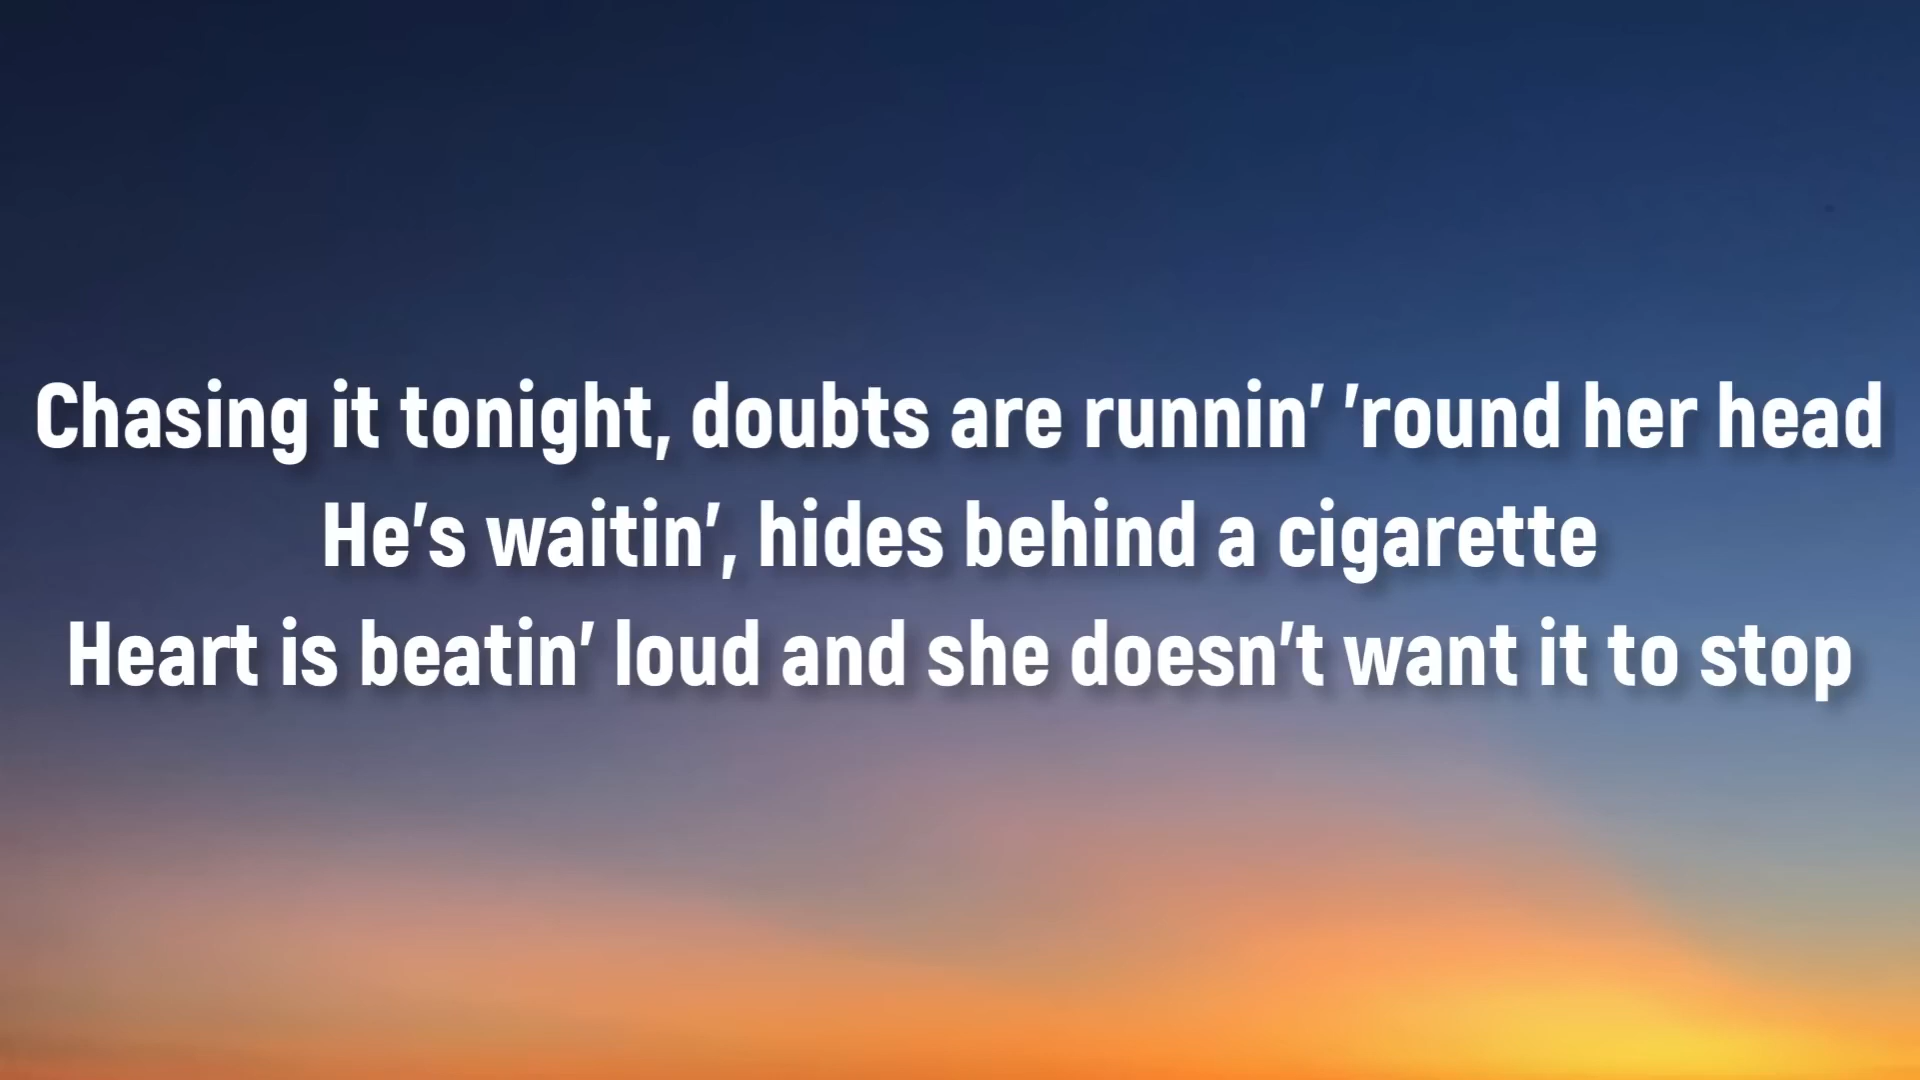 Chasing it tonight, doubts are runnin’ ’round her head
He’s waitin’, hides behind a cigarette
Heart is beatin’ loud and she doesn’t want it to stop